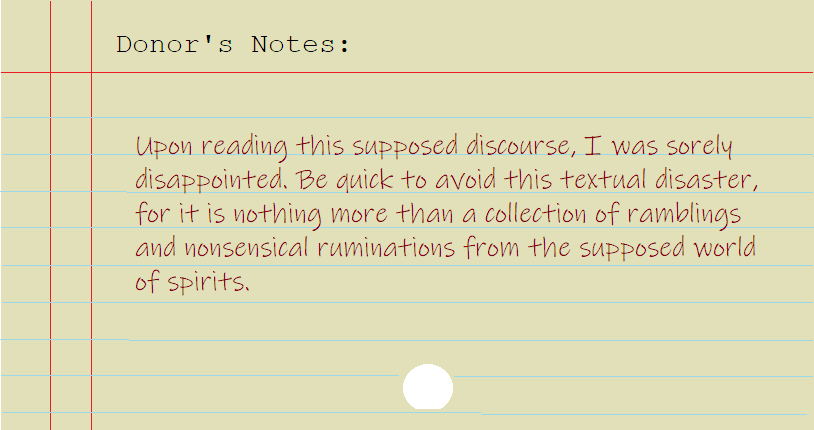 Donor's Notes:
Upon reading this supposed discourse, I was sorely
disappointed. Be quick to avoid this textual disaster,
for it is nothing more than a collection of ramblings
and nonsensical ruminations from the supposed world
of spirits.